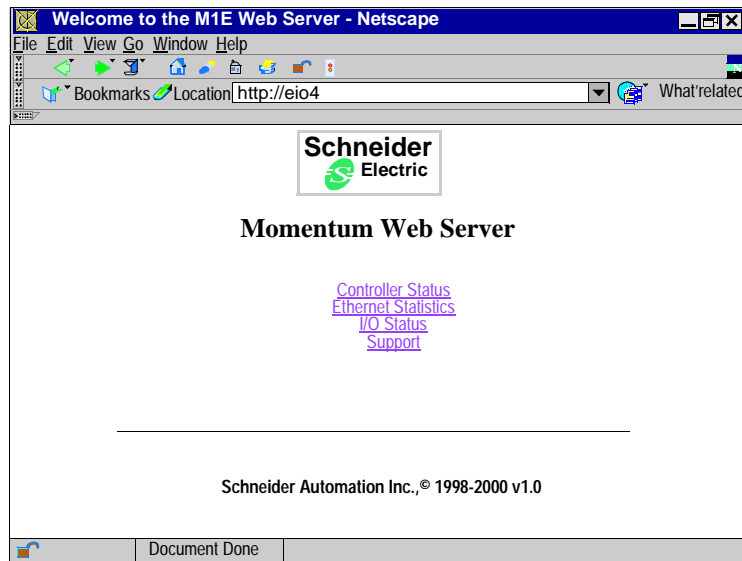 Welcome to the M1E Web Server - Netscape
File Edit View Go Window Help
Bookmarks Location http://eio4 What'related
Schneider
S Electric
Momentum Web Server
Controller Status
Ethernet Statistics
I/O Status
Support
Schneider Automation Inc.,© 1998-2000 v1.0
Document Done